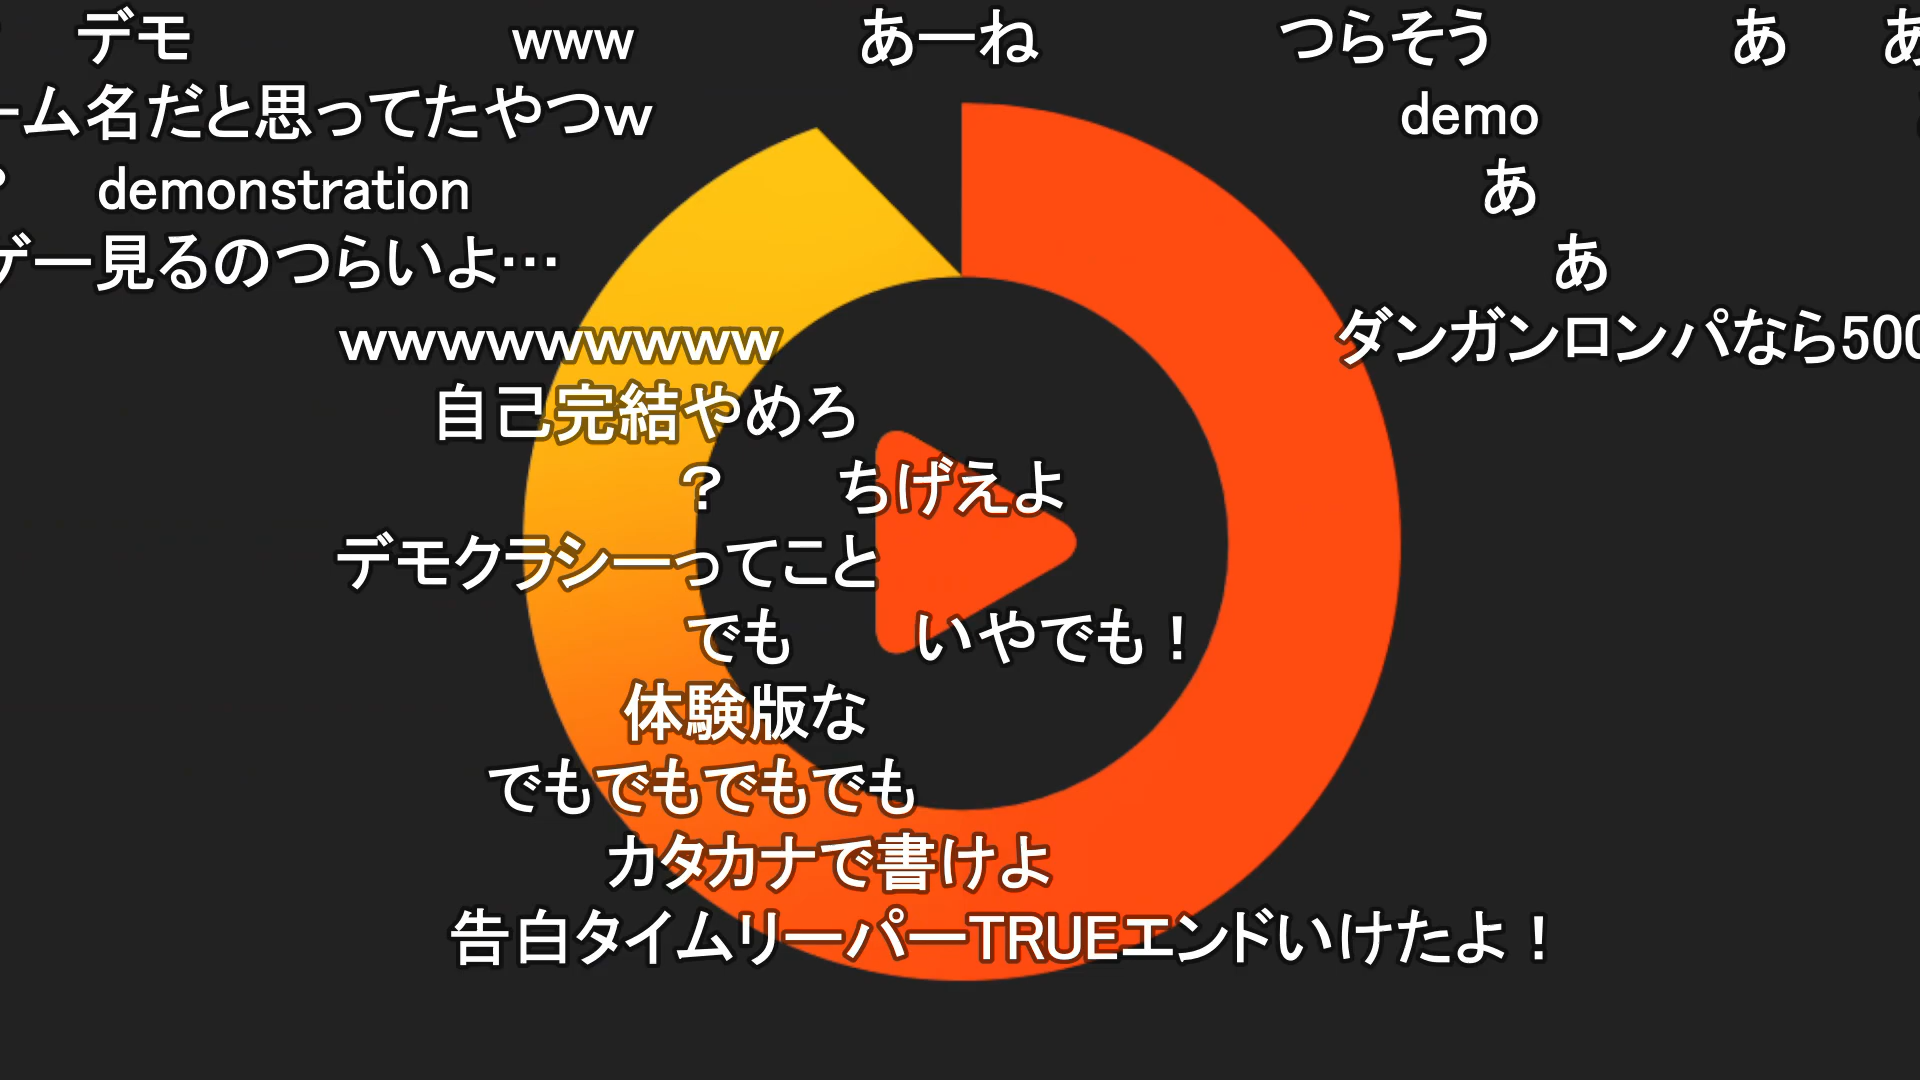 デモ www あーね つらそう あ あ
ーム名だと思ってたやつw demo
? demonstration あ
ゲー見るのつらいよ… あ
wwwwwwwww ダンガンロンパなら500
自己完結やめろ
? ちげえよ
デモクラシーってこと
でも いやでも!
体験版な
でもでもでもでも
カタカナで書けよ
告白タイムリーパーTRUEエンドいけたよ!